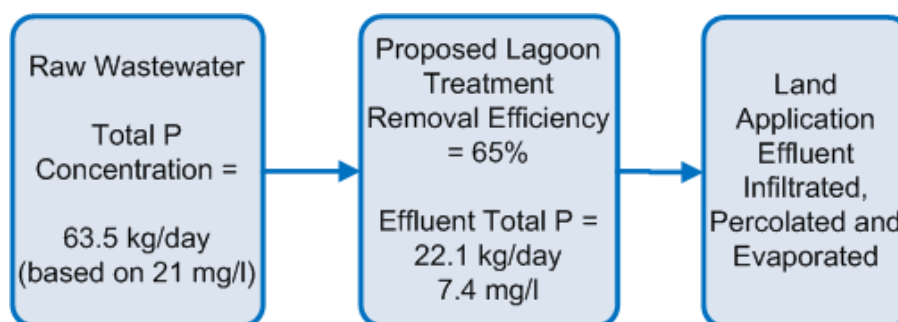 Raw Wastewater
Total P
Concentration =
63.5 kg/day
(based on 21 mg/l)
Proposed Lagoon
Treatment
Removal Efficiency
= 65%
Effluent Total P =
22.1 kg/day
7.4 mg/l
Land
Application
Effluent
Infiltrated,
Percolated and
Evaporated